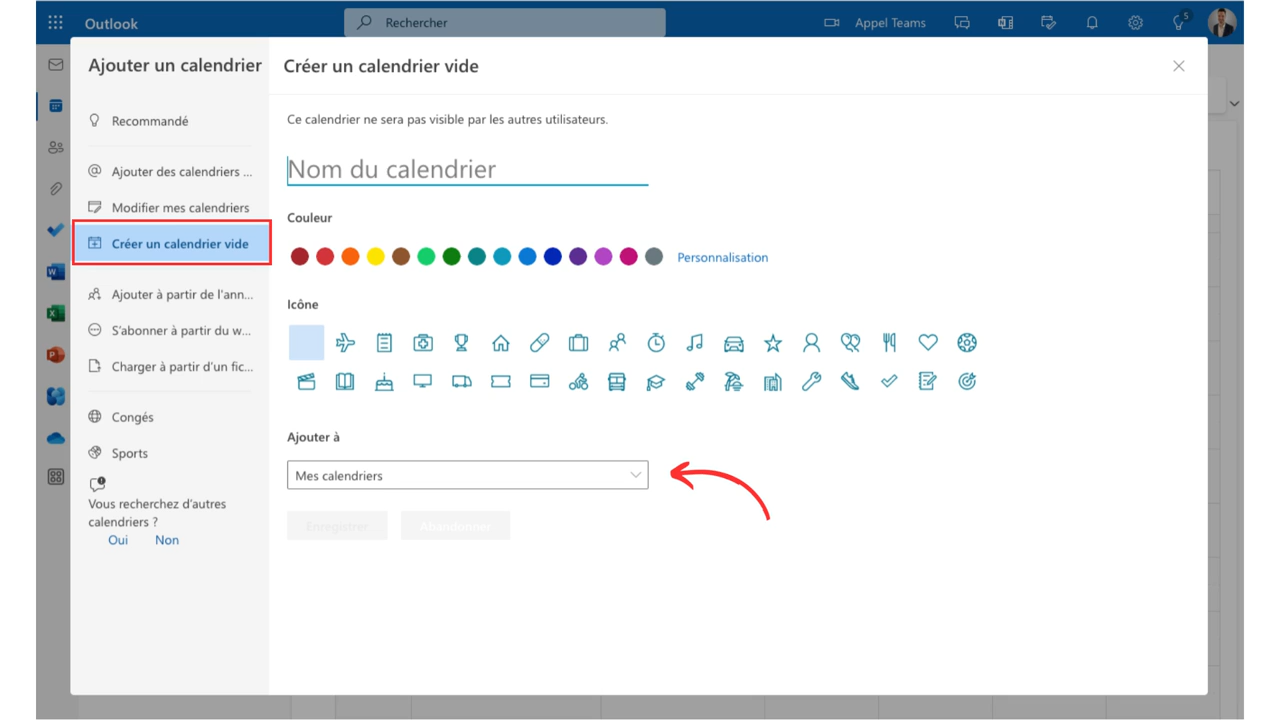 Outlook
Rechercher
Appel Teams
5
Ajouter un calendrier
Créer un calendrier vide
Recommandé
Ce calendrier ne sera pas visible par les autres utilisateurs.
Nom du calendrier
Ajouter des calendriers ...
Modifier mes calendriers
Créer un calendrier vide
Couleur
Personnalisation
Ajouter à partir de l'ann...
S'abonner à partir du w...
Charger à partir d'un fic...
Icône
Congés
Sports
Vous recherchez d'autres
calendriers ?
Oui Non
Ajouter à
Mes calendriers
Enregistrer Abandonner